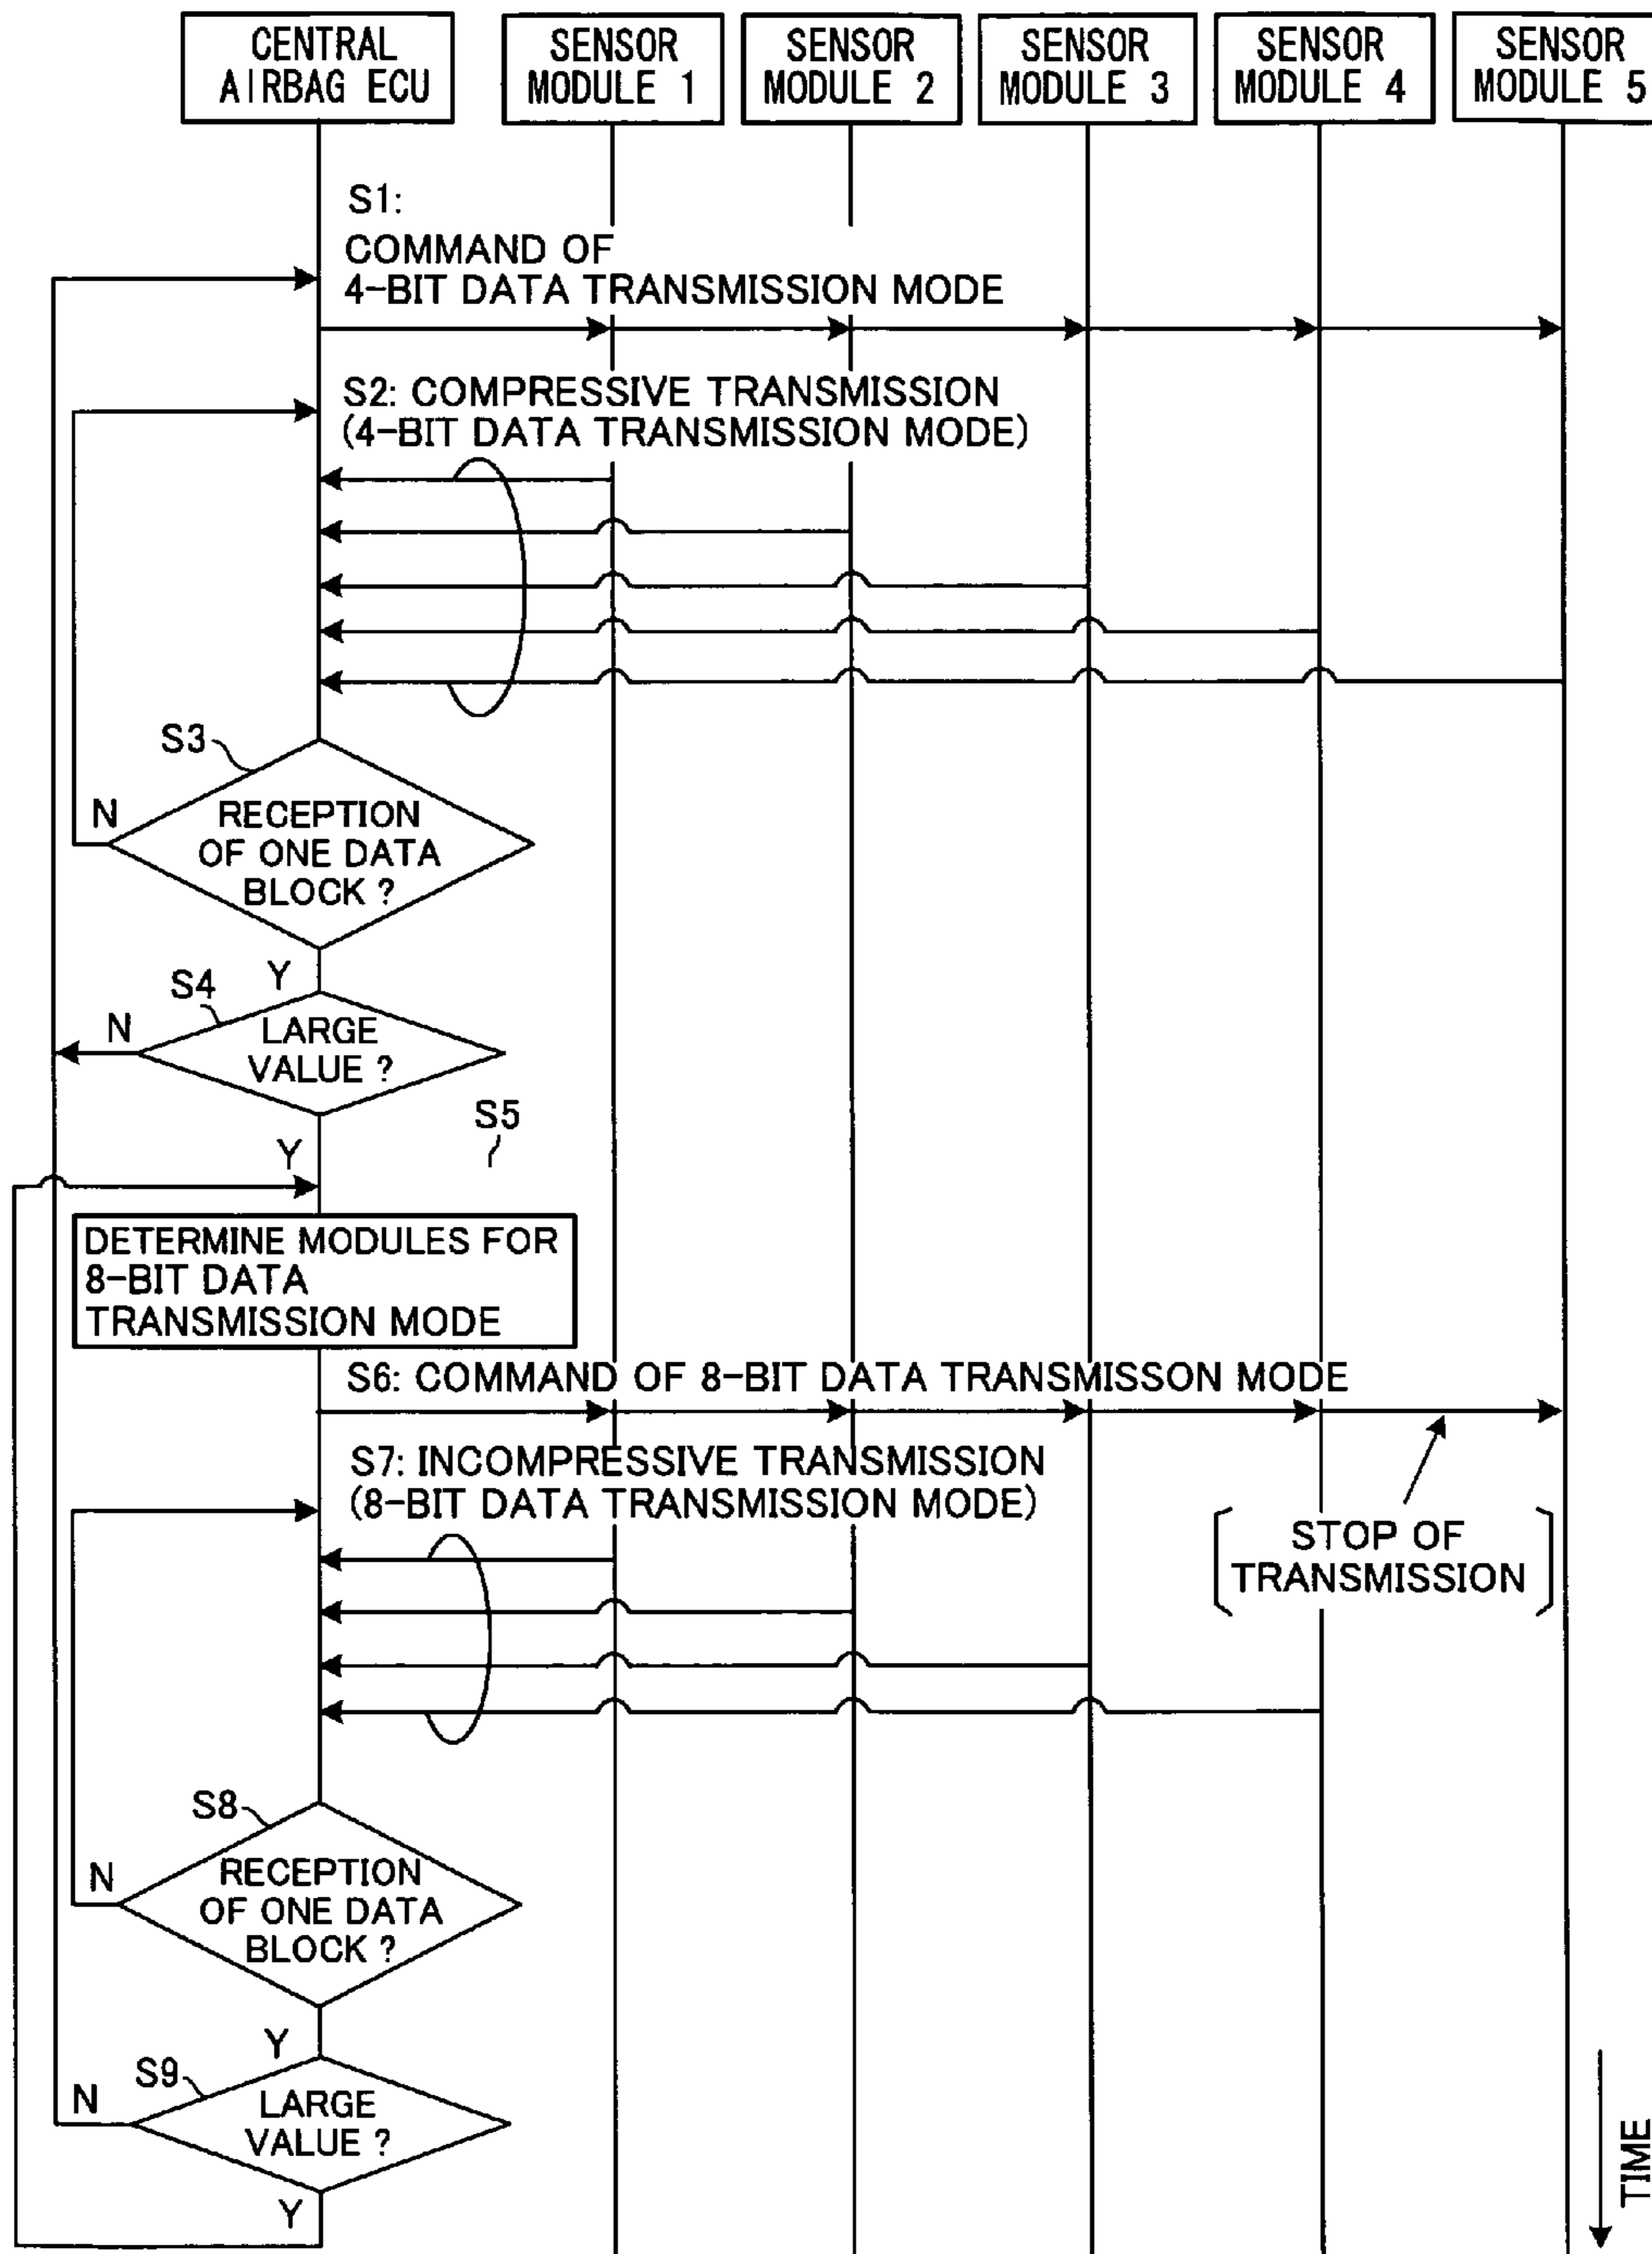 CENTRAL
AIRBAG ECU
SENSOR
MODULE 1
SENSOR
MODULE 2
SENSOR
MODULE 3
SENSOR
MODULE 4
SENSOR
MODULE 5
S1:
COMMAND OF
4-BIT DATA TRANSMISSION MODE
S2: COMPRESSIVE TRANSMISSION
(4-BIT DATA TRANSMISSION MODE)
S3
N
RECEPTION
OF ONE DATA
BLOCK ?
Y
S4
N
LARGE
VALUE ?
S5
Y
DETERMINE MODULES FOR
8-BIT DATA
TRANSMISSION MODE
S6: COMMAND OF 8-BIT DATA TRANSMISSON MODE
S7: INCOMPRESSIVE TRANSMISSION
(8-BIT DATA TRANSMISSION MODE)
STOP OF
TRANSMISSION
S8
N
RECEPTION
OF ONE DATA
BLOCK ?
Y
S9
N
LARGE
VALUE ?
Y
TIME